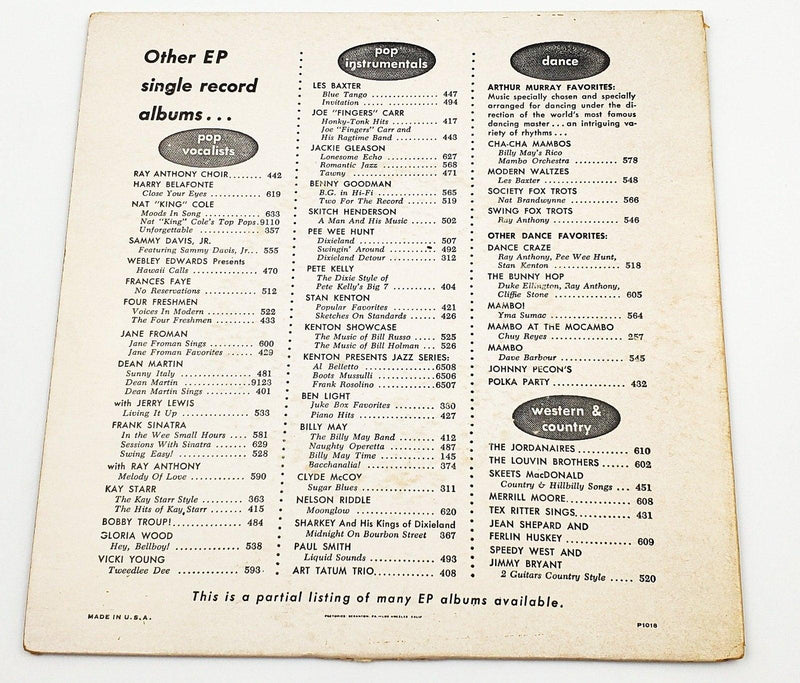 Other EP
single record
albums...
pop
vocalists
RAY ANTHONY CHOIR........ 442
HARRY BELAFONTE
Close Your Eyes .................. 619
NAT "KING" COLE
Moods In Song .................. 633
Nat "King" Cole's Top Pops.9110
Unforgettable .................. 357
SAMMY DAVIS, JR.
Featuring Sammy Davis, Jr... 555
WEBLEY EDWARDS Presents
Hawaii Calls .................. 470
FRANCES FAYE
No Reservations .................. 512
FOUR FRESHMEN
Voices In Modern .................. 522
The Four Freshmen .................. 433
JANE FROMAN
Jane Froman Sings ............ 600
Jane Froman Favorites ...... 429
DEAN MARTIN
Sunny Italy .................. 481
Dean Martin ..................9123
Dean Martin Sings ............ 401
with JERRY LEWIS
Living It Up .................. 533
FRANK SINATRA
In the Wee Small Hours .... 581
Sessions With Sinatra ........ 629
Swing Easy! .................. 528
with RAY ANTHONY
Melody Of Love .................. 590
KAY STARR
The Kay Starr Style ............ 363
The Hits of Kay Starr ........ 415
BOBBY TROUP!.................. 484
GLORIA WOOD
Hey, Bellboy! .................. 538
VICKI YOUNG
Tweedlee Dee .................. 593
pop
instrumentals
LES BAXTER
Blue Tango .................. 447
Invitation .................. 494
JOE "FINGERS" CARR
Honky-Tonk Hits ............ 417
Joe "Fingers" Carr and
His Ragtime Band ............ 443
JACKIE GLEASON
Lonesome Echo .................. 627
Romantic Jazz .................. 568
Tawny .................. 471
BENNY GOODMAN
B.G. in Hi-Fi .................. 565
Two For The Record ........ 519
SKITCH HENDERSON
A Man And His Music ...... 502
PEE WEE HUNT
Dixieland .................. 507
Swingin' Around .................. 492
Dixieland Detour ............ 312
PETE KELLY
The Dixie Style of
Pete Kelly's Big 7 ............ 404
STAN KENTON
Popular Favorites ............ 421
Sketches On Standards ...... 426
KENTON SHOWCASE
The Music of Bill Russo ...... 525
The Music of Bill Holman ... 526
KENTON PRESENTS JAZZ SERIES:
Al Belletto .................. 6508
Boots Mussulli .................. 6506
Frank Rosolino .................. 6507
BEN LIGHT
Juke Box Favorites ............ 330
Piano Hits .................. 427
BILLY MAY
The Billy May Band ............ 412
Naughty Operetta ............ 487
Billy May Time ............ 145
Bacchanalia! .................. 374
CLYDE McCOY
Sugar Blues .................. 311
NELSON RIDDLE
Moonglow .................. 620
SHARKEY And His Kings of Dixieland
Midnight On Bourbon Street 367
PAUL SMITH
Liquid Sounds .................. 493
ART TATUM TRIO.................. 408
dance
ARTHUR MURRAY FAVORITES:
Music specially chosen and specially
arranged for dancing under the di-
rection of the world's most famous
dancing master ... an intriguing va-
riety of rhythms ...
CHA-CHA MAMBOS
Billy May's Rico
Mambo Orchestra ............ 578
MODERN WALTZES
Les Baxter .................. 548
SOCIETY FOX TROTS
Nat Brandwynne ............ 566
SWING FOX TROTS
Ray Anthony .................. 546
OTHER DANCE FAVORITES:
DANCE CRAZE
Ray Anthony, Pee Wee Hunt,
Stan Kenton .................. 518
THE BUNNY HOP
Duke Ellington, Ray Anthony,
Cliffie Stone .................. 605
MAMBO!
Yma Sumac .................. 564
MAMBO AT THE MOCAMBO
Chuy Reyes .................. 257
MAMBO
Dave Barbour .................. 545
JOHNNY PECON'S
POLKA PARTY .................. 432
western &
country
THE JORDANAIRES ............ 610
THE LOUVIN BROTHERS ...... 602
SKEETS MacDONALD
Country & Hillbilly Songs ... 451
MERRILL MOORE.................. 608
TEX RITTER SINGS............ 431
JEAN SHEPARD AND
FERLIN HUSKEY .................. 609
SPEEDY WEST AND
JIMMY BRYANT
2 Guitars Country Style ..... 520
This is a partial listing of many EP albums available.
MADE IN U.S.A.
P1018